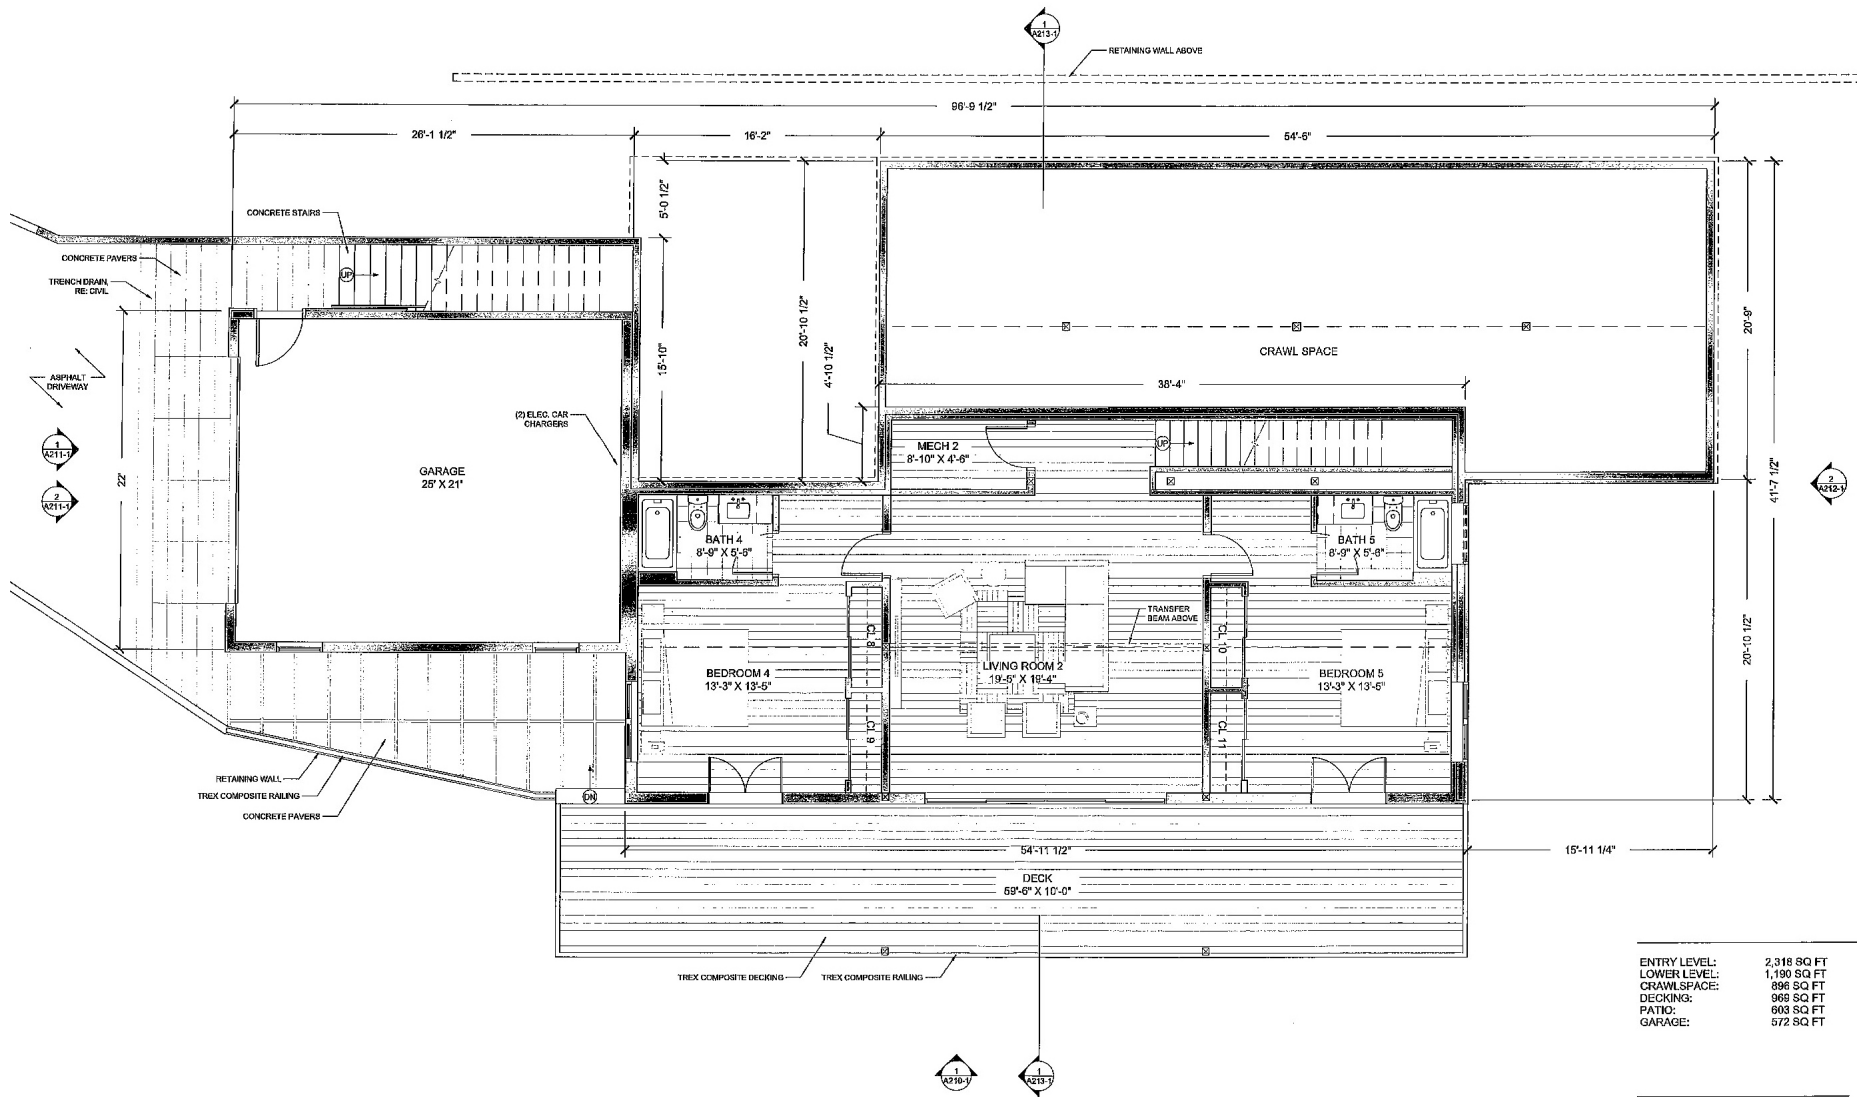 1
A213-1
RETAINING WALL ABOVE
96'-9 1/2"
26'-1 1/2"
16'-2"
54'-6"
5'-0 1/2"
CONCRETE STAIRS
CONCRETE PAVERS
UP
TRENCH DRAIN,
RE: CIVIL
20'-10 1/2"
15'-10"
4'-10 1/2"
20'-9"
CRAWL SPACE
ASPHALT
DRIVEWAY
38'-4"
(2) ELEC. CAR
CHARGERS
1
A211-1
MECH 2
8'-10" X 4'-6"
UP
GARAGE
25' X 21'
22'
2
A211-1
41'-7 1/2"
2
A212-1
BATH 4
8'-9" X 5'-6"
BATH 5
8'-9" X 5'-6"
TRANSFER
BEAM ABOVE
CL 8
CL 10
20'-10 1/2"
BEDROOM 4
13'-3" X 13'-5"
LIVING ROOM 2
19'-5" X 19'-4"
BEDROOM 5
13'-3" X 13'-5"
CL 9
CL 11
RETAINING WALL
TREX COMPOSITE RAILING
DN
CONCRETE PAVERS
54'-11 1/2"
15'-11 1/4"
DECK
59'-6" X 10'-0"
TREX COMPOSITE DECKING
TREX COMPOSITE RAILING
ENTRY LEVEL: 2,318 SQ FT
LOWER LEVEL: 1,190 SQ FT
CRAWLSPACE: 896 SQ FT
DECKING: 969 SQ FT
PATIO: 603 SQ FT
GARAGE: 572 SQ FT
1
A210-1
1
A213-1